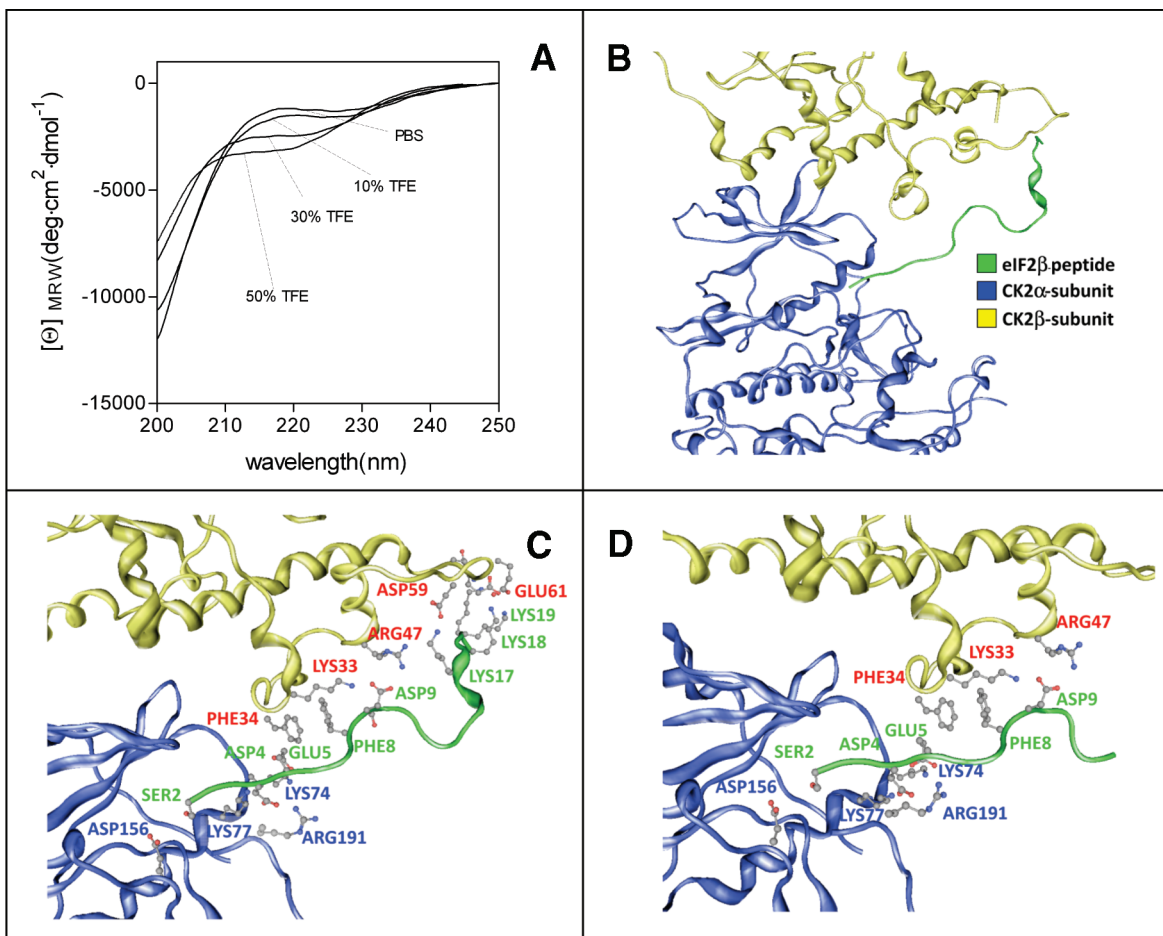 A
0
-5000
-10000
-15000
200
210
220
230
240
250
[Θ] MRW(deg·cm2·dmol-1)
wavelength(nm)
PBS
10% TFE
30% TFE
50% TFE
B
eIF2β-peptide
CK2α-subunit
CK2β-subunit
C
ASP59
GLU61
LYS19
ARG47
LYS18
LYS33
LYS17
ASP9
PHE34
ASP4
GLU5
PHE8
SER2
LYS74
ASP156
LYS77
ARG191
D
ARG47
LYS33
PHE34
ASP9
GLU5
SER2
ASP4
PHE8
LYS74
ASP156
LYS77
ARG191